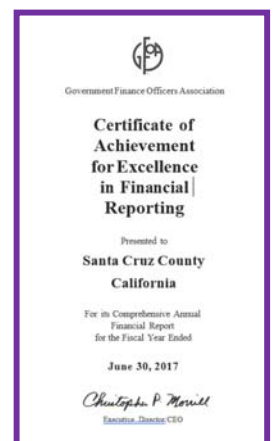 GFOA
Government Finance Officers Association
Certificate of
Achievement
for Excellence
in Financial
Reporting
Presented to
Santa Cruz County
California
For its Comprehensive Annual
Financial Report
for the Fiscal Year Ended
June 30, 2017
Christopher P. Morrill
Executive Director/CEO